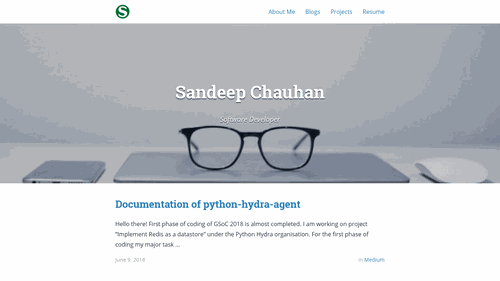 S
About Me Blogs Projects Resume
Sandeep Chauhan
Software Developer
Documentation of python-hydra-agent
Hello there! First phase of coding of GSoC 2018 is almost completed. I am working on project
"Implement Redis as a datastore" under the Python Hydra organisation. For the first phase of
coding my major task ...
June 9, 2018 in Medium